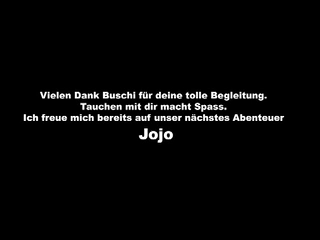 Vielen Dank Buschi für deine tolle Begleitung.
Tauchen mit dir macht Spass.
Ich freue mich bereits auf unser nächstes Abenteuer
Jojo